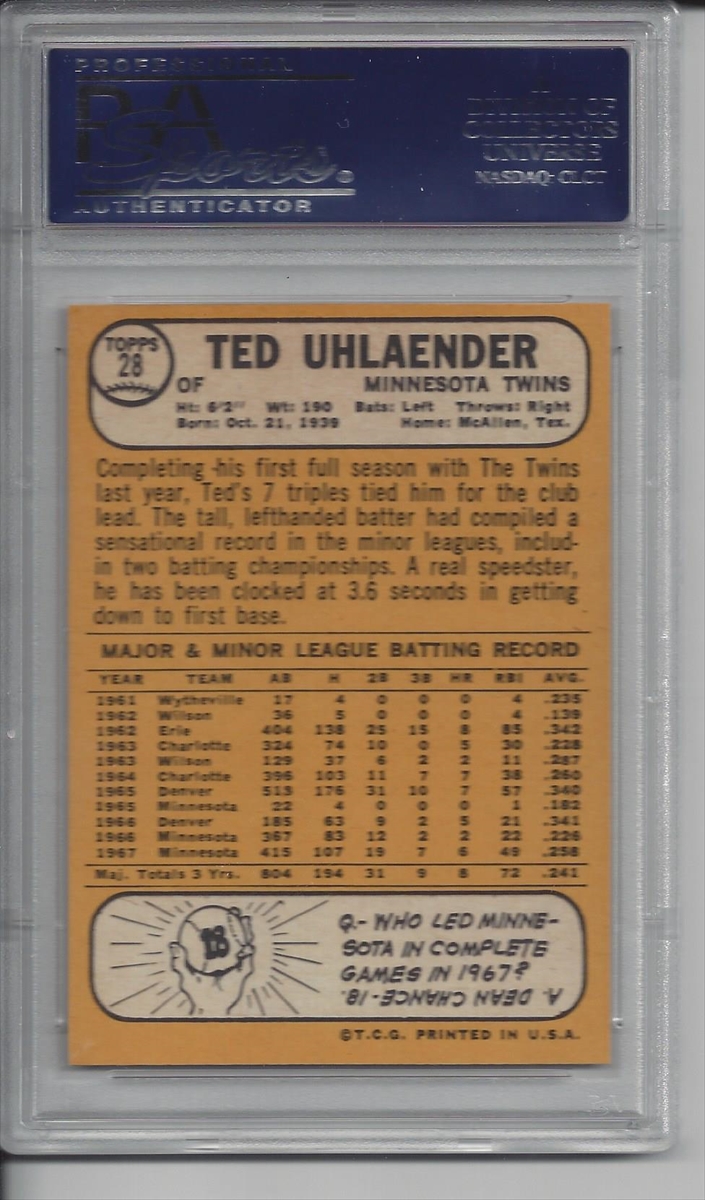 PROFESSIONAL
PSA
Sports®
AUTHENTICATOR
A
DIVISION OF
COLLECTORS
UNIVERSE
NASDAQ: CLCT
TOPPS
28
TED UHLAENDER
OF MINNESOTA TWINS
Ht: 6'2" Wt: 190 Bats: Left Throws: Right
Born: Oct. 21, 1939 Home: McAllen, Tex.
Completing his first full season with The Twins
last year, Ted's 7 triples tied him for the club
lead. The tall, lefthanded batter had compiled a
sensational record in the minor leagues, includ-
in two batting championships. A real speedster,
he has been clocked at 3.6 seconds in getting
down to first base.
MAJOR & MINOR LEAGUE BATTING RECORD
YEAR TEAM AB H 2B 3B HR RBI AVG.
1961 Wytheville 17 4 0 0 0 4 .235
1962 Wilson 36 5 0 0 0 4 .139
1962 Erie 404 138 25 15 8 85 .342
1963 Charlotte 324 74 10 0 5 30 .228
1963 Wilson 129 37 6 2 2 11 .287
1964 Charlotte 396 103 11 7 7 38 .260
1965 Denver 515 176 31 10 7 57 .340
1965 Minnesota 22 4 0 0 0 1 .182
1966 Denver 185 63 9 2 5 21 .341
1966 Minnesota 367 83 12 2 2 22 .226
1967 Minnesota 415 107 19 7 6 49 .258
Maj. Totals 3 Yrs. 804 194 31 9 8 72 .241
18
Q.- WHO LED MINNE-
SOTA IN COMPLETE
GAMES IN 1967?
A. DEAN CHANCE-18.
©T.C.G. PRINTED IN U.S.A.